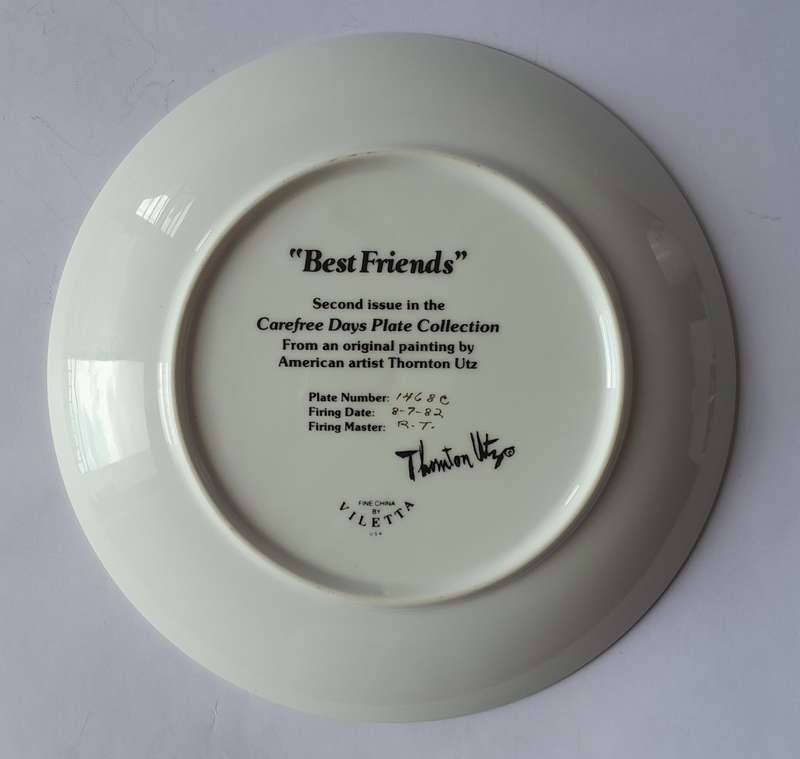 "Best Friends"
Second issue in the
Carefree Days Plate Collection
From an original painting by
American artist Thornton Utz
Plate Number: 1468C
Firing Date: 8-7-82
Firing Master: R.T.
Thornton Utz ©
FINE CHINA
BY
VILETTA
USA